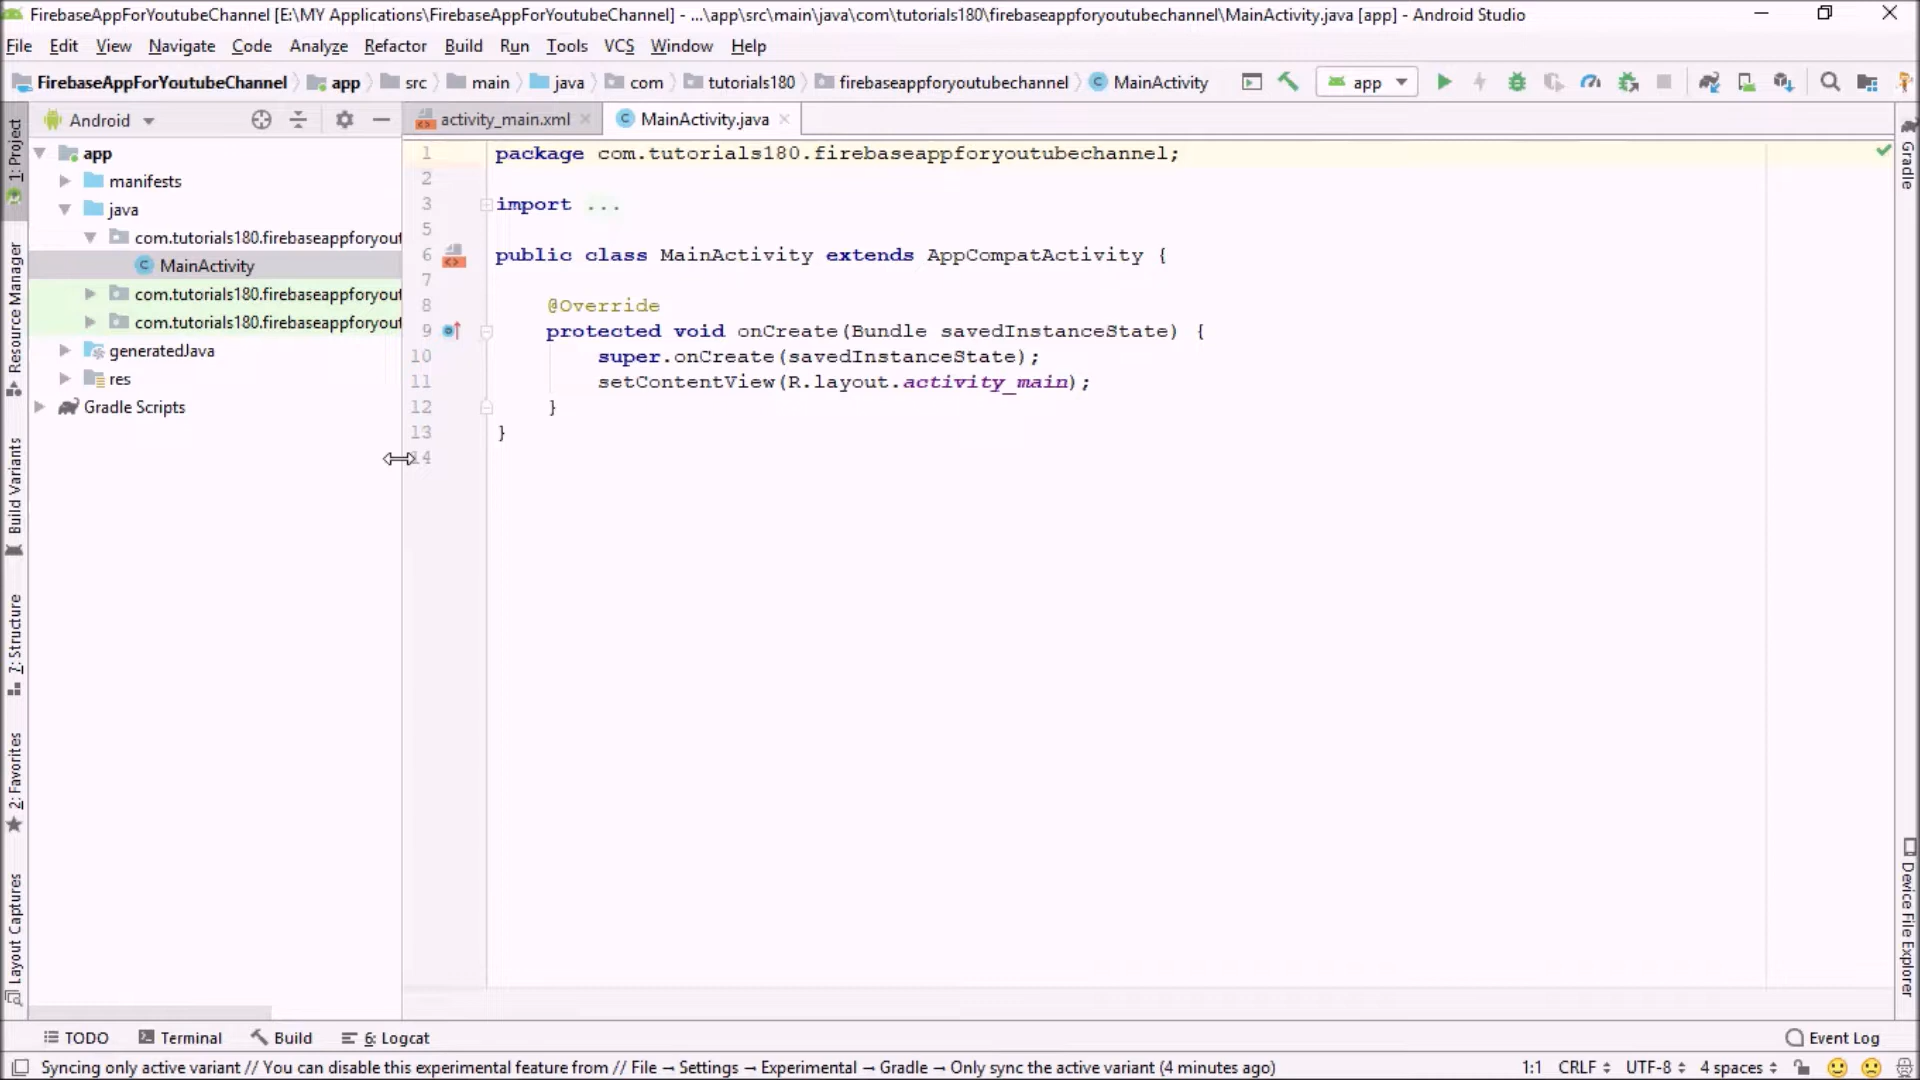 FirebaseAppForYoutubeChannel [E:\MY Applications\FirebaseAppForYoutubeChannel] - ...\app\src\main\java\com\tutorials180\firebaseappforyoutubechannel\MainActivity.java [app] - Android Studio
File Edit View Navigate Code Analyze Refactor Build Run Tools VCS Window Help
FirebaseAppForYoutubeChannel app src main java com tutorials180 firebaseappforyoutubechannel MainActivity app
Android activity_main.xml MainActivity.java
1: Project
Resource Manager
Build Variants
7: Structure
2: Favorites
Layout Captures
app
manifests
java
com.tutorials180.firebaseappforyout
MainActivity
com.tutorials180.firebaseappforyout
com.tutorials180.firebaseappforyout
generatedJava
res
Gradle Scripts
1 package com.tutorials180.firebaseappforyoutubechannel;
2
3 import ...
5
6 public class MainActivity extends AppCompatActivity {
7
8 @Override
9 protected void onCreate(Bundle savedInstanceState) {
10 super.onCreate(savedInstanceState);
11 setContentView(R.layout.activity_main);
12 }
13 }
14
Gradle
Device File Explorer
TODO Terminal Build 6: Logcat Event Log
Syncing only active variant // You can disable this experimental feature from // File → Settings → Experimental → Gradle → Only sync the active variant (4 minutes ago) 1:1 CRLF UTF-8 4 spaces